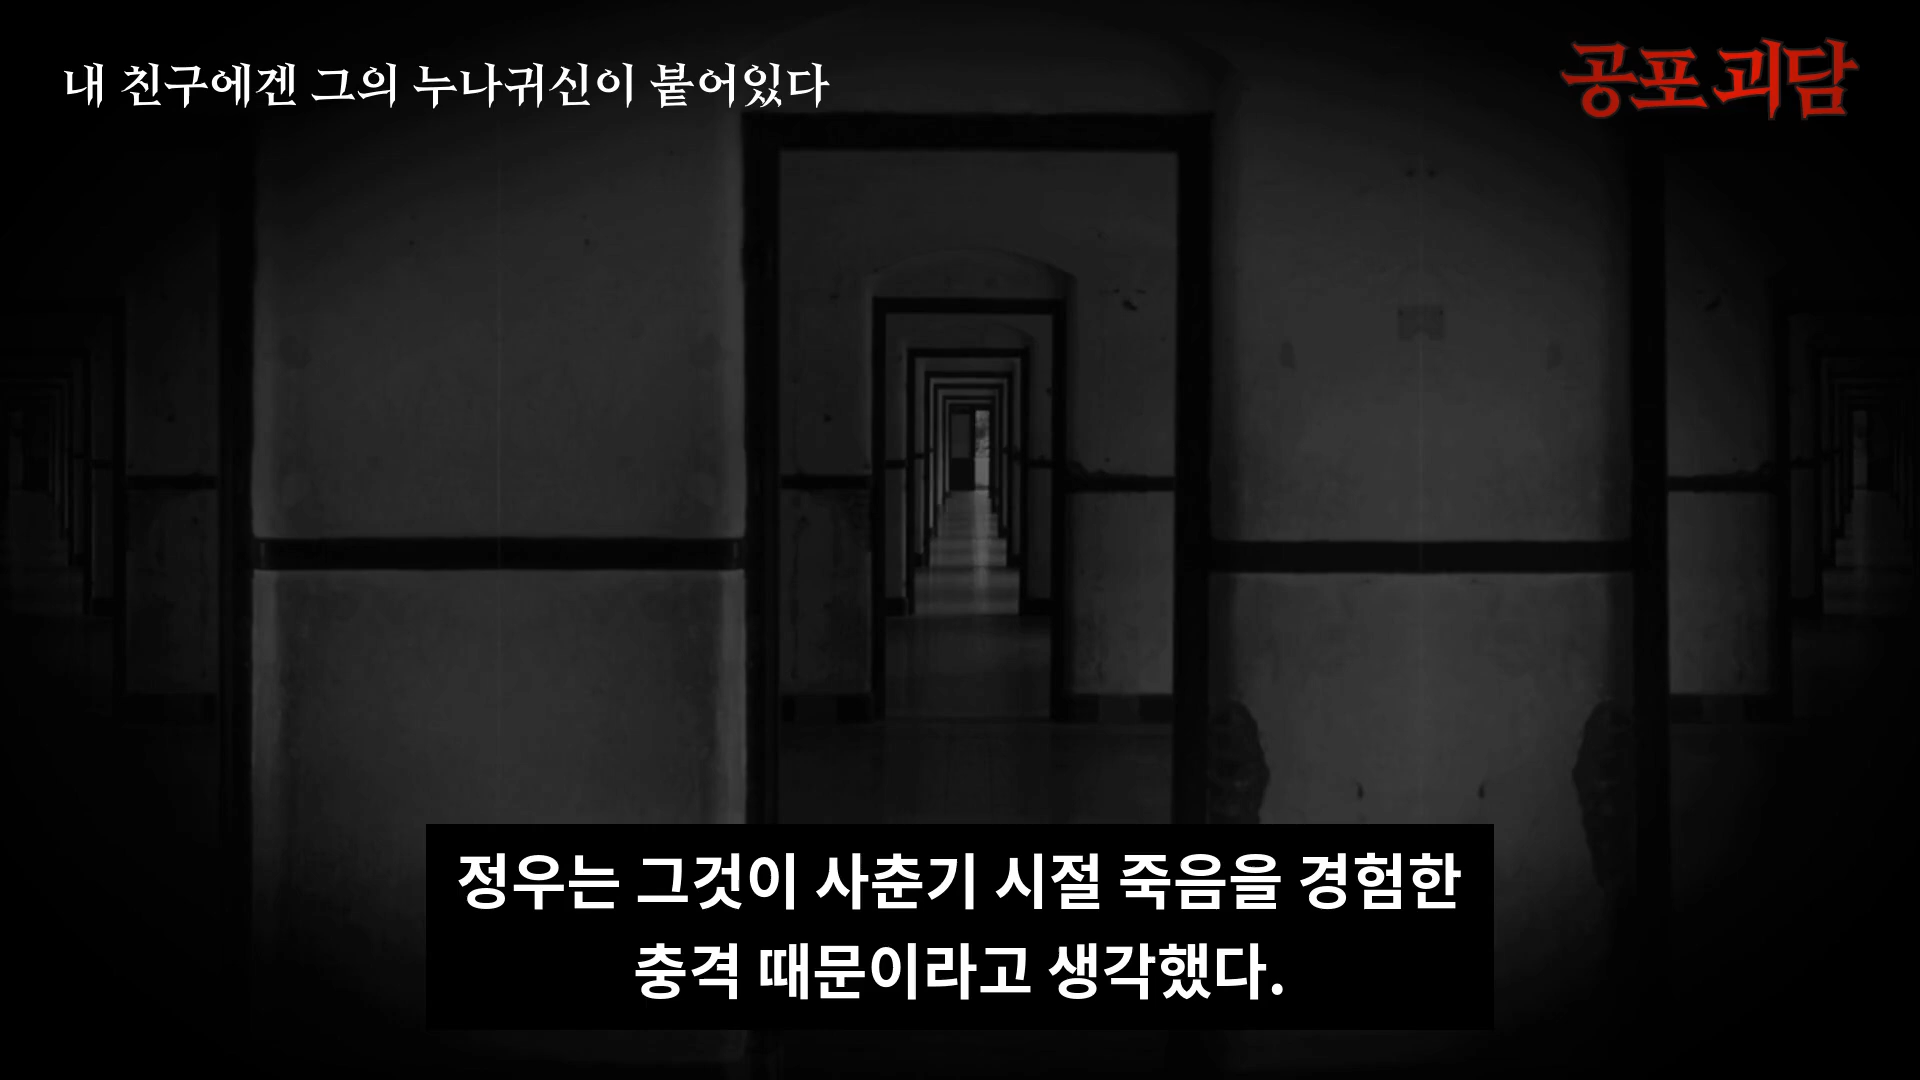 내 친구에겐 그의 누나귀신이 붙어있다
공포괴담
정우는 그것이 사춘기 시절 죽음을 경험한
충격 때문이라고 생각했다.